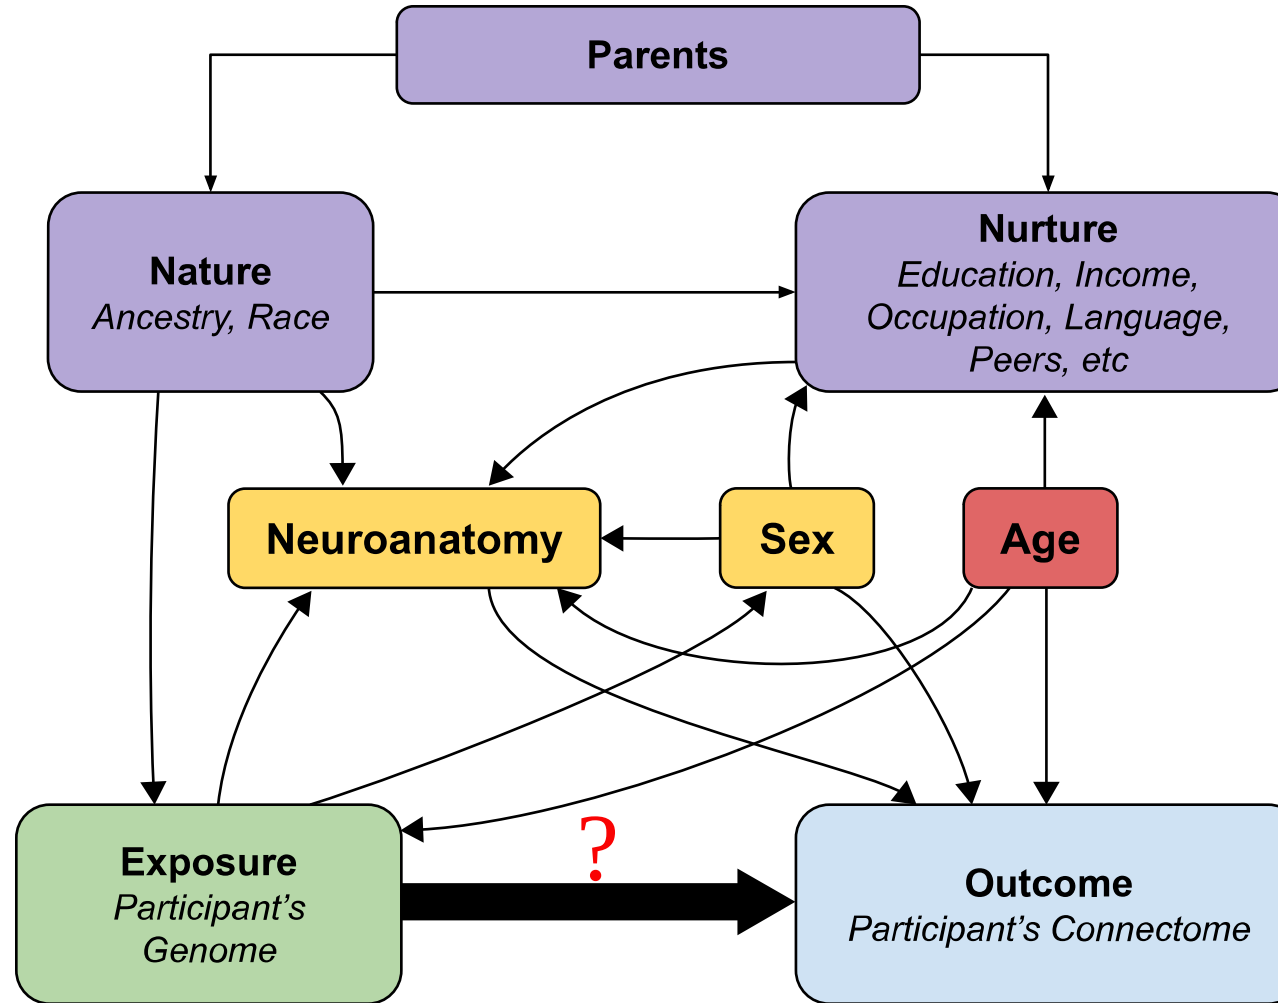 Parents
Nature
Ancestry, Race
Nurture
Education, Income,
Occupation, Language,
Peers, etc
Neuroanatomy
Sex
Age
Exposure
Participant's
Genome
?
Outcome
Participant's Connectome